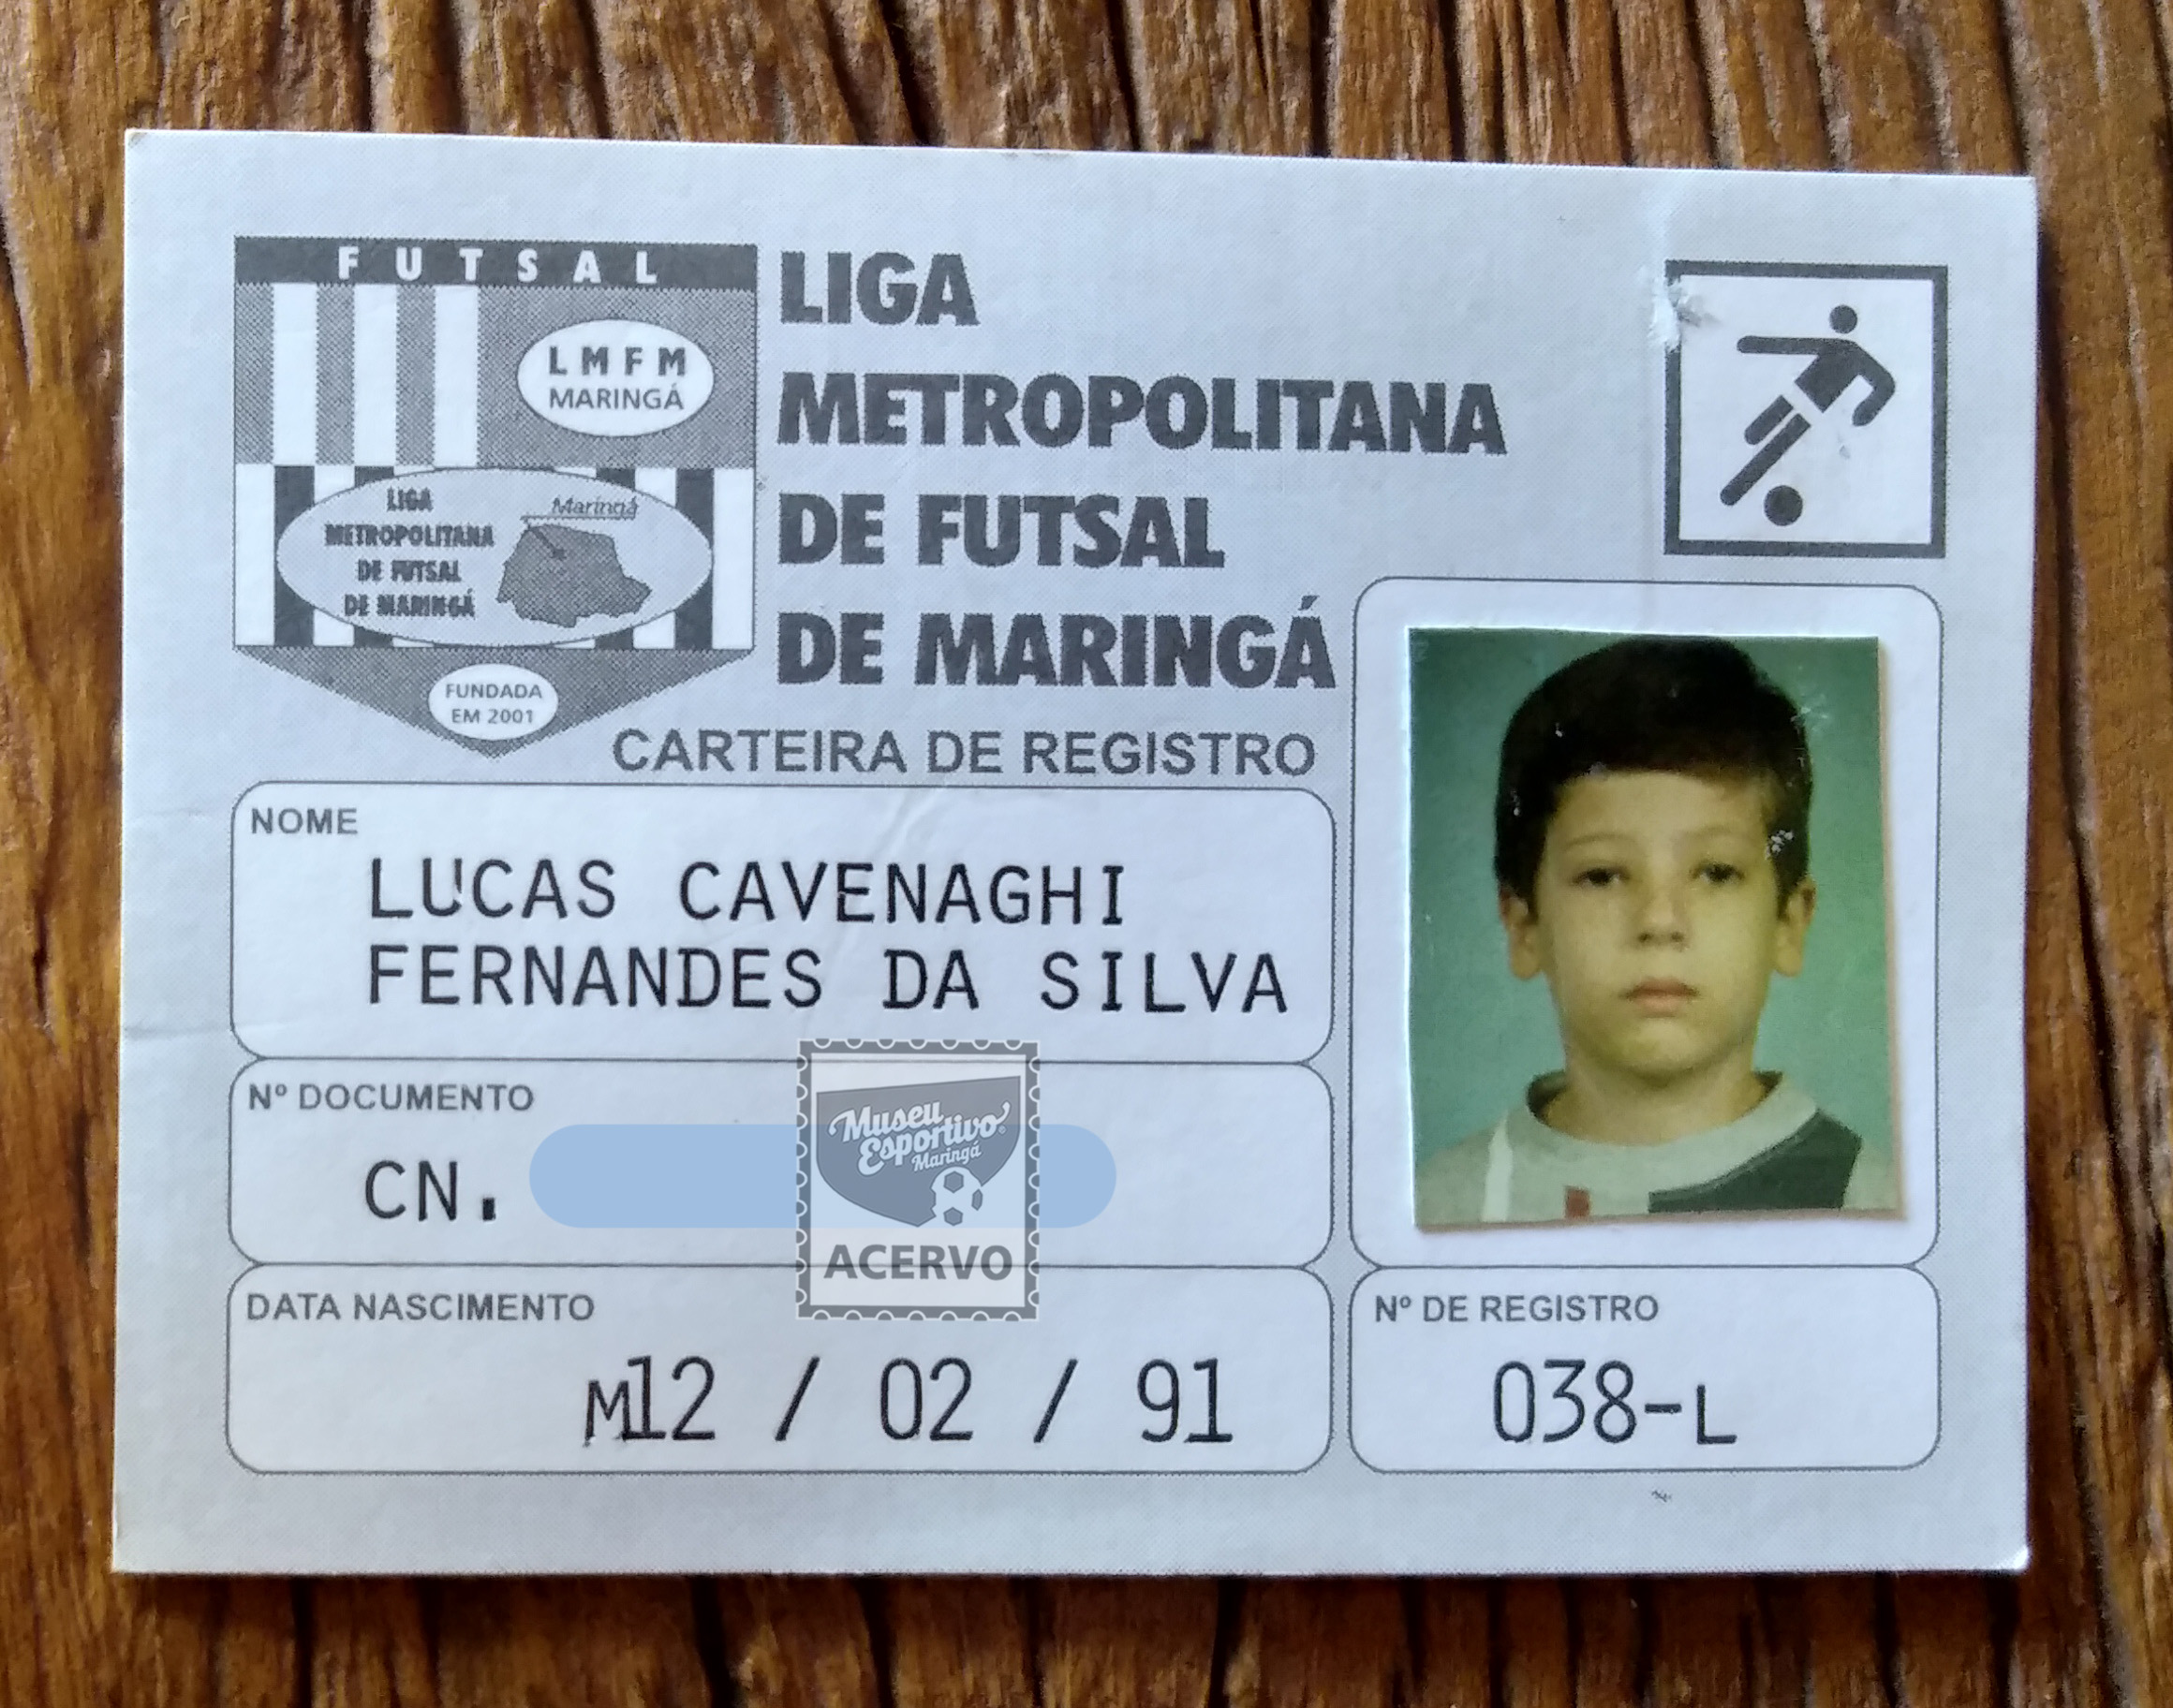 FUTSAL
LMFM
MARINGÁ
LIGA
METROPOLITANA
DE FUTSAL
DE MARINGÁ
Maringá
FUNDADA
EM 2001
LIGA
METROPOLITANA
DE FUTSAL
DE MARINGÁ
CARTEIRA DE REGISTRO
NOME
LUCAS CAVENAGHI
FERNANDES DA SILVA
Nº DOCUMENTO
CN.
Museu
Esportivo
Maringá
ACERVO
DATA NASCIMENTO
M12 / 02 / 91
Nº DE REGISTRO
038-L